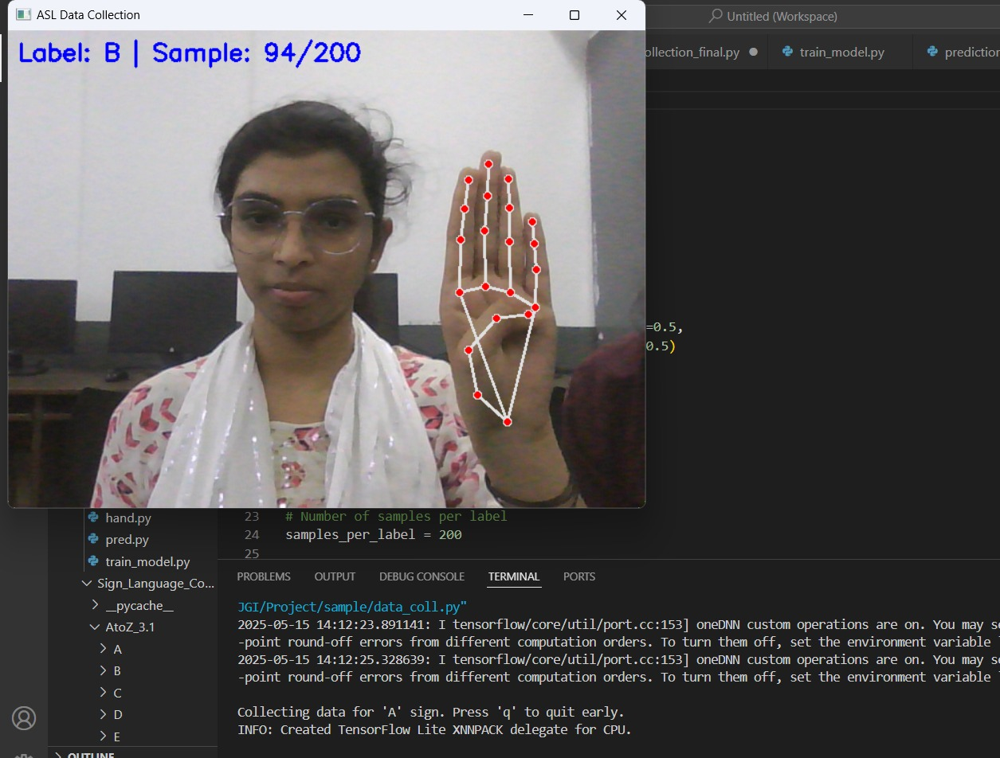 ASL Data Collection
Untitled (Workspace)
Label: B | Sample: 94/200
ollection_final.py
train_model.py
prediction
=0.5,
0.5)
hand.py
pred.py
train_model.py
Sign_Language_Co...
__pycache__
AtoZ_3.1
A
B
C
D
E
OUTLINE
23 # Number of samples per label
24 samples_per_label = 200
25
PROBLEMS OUTPUT DEBUG CONSOLE TERMINAL PORTS
JGI/Project/sample/data_coll.py"
2025-05-15 14:12:23.891141: I tensorflow/core/util/port.cc:153] oneDNN custom operations are on. You may
-point round-off errors from different computation orders. To turn them off, set the environment variable
2025-05-15 14:12:25.328639: I tensorflow/core/util/port.cc:153] oneDNN custom operations are on. You may
-point round-off errors from different computation orders. To turn them off, set the environment variable
Collecting data for 'A' sign. Press 'q' to quit early.
INFO: Created TensorFlow Lite XNNPACK delegate for CPU.